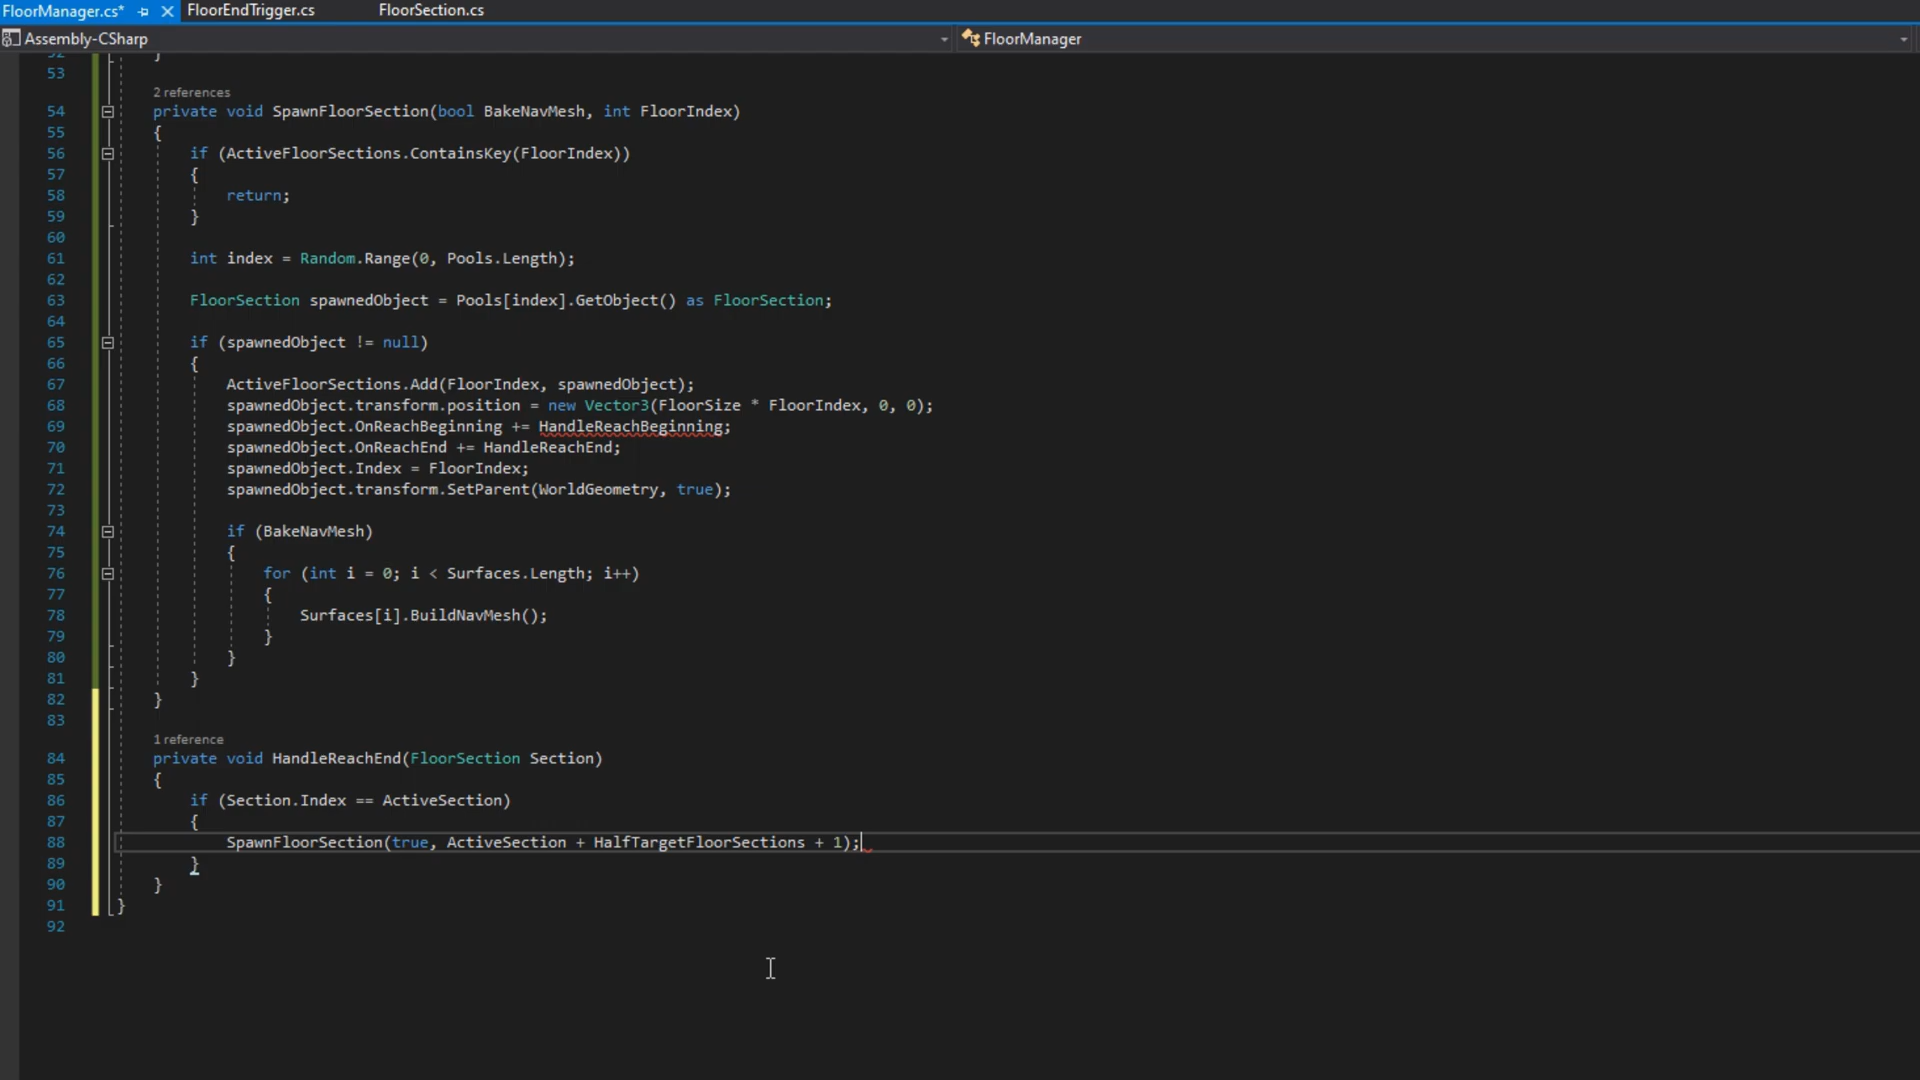 FloorManager.cs* FloorEndTrigger.cs FloorSection.cs
Assembly-CSharp FloorManager
52 }
53
2 references
54 private void SpawnFloorSection(bool BakeNavMesh, int FloorIndex)
55 {
56 if (ActiveFloorSections.ContainsKey(FloorIndex))
57 {
58 return;
59 }
60
61 int index = Random.Range(0, Pools.Length);
62
63 FloorSection spawnedObject = Pools[index].GetObject() as FloorSection;
64
65 if (spawnedObject != null)
66 {
67 ActiveFloorSections.Add(FloorIndex, spawnedObject);
68 spawnedObject.transform.position = new Vector3(FloorSize * FloorIndex, 0, 0);
69 spawnedObject.OnReachBeginning += HandleReachBeginning;
70 spawnedObject.OnReachEnd += HandleReachEnd;
71 spawnedObject.Index = FloorIndex;
72 spawnedObject.transform.SetParent(WorldGeometry, true);
73
74 if (BakeNavMesh)
75 {
76 for (int i = 0; i < Surfaces.Length; i++)
77 {
78 Surfaces[i].BuildNavMesh();
79 }
80 }
81 }
82 }
83
1 reference
84 private void HandleReachEnd(FloorSection Section)
85 {
86 if (Section.Index == ActiveSection)
87 {
88 SpawnFloorSection(true, ActiveSection + HalfTargetFloorSections + 1);
89 }
90 }
91 }
92